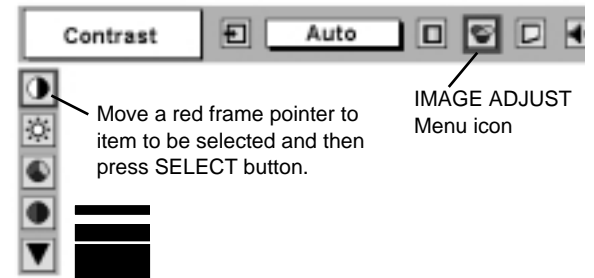 Contrast
Auto
Move a red frame pointer to
item to be selected and then
press SELECT button.
IMAGE ADJUST
Menu icon